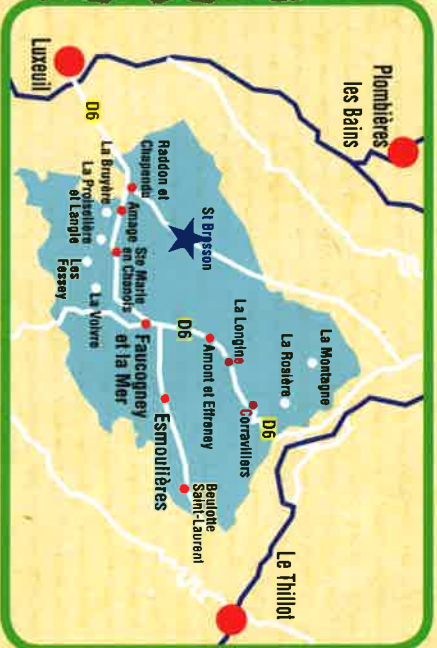 Plombières
les Bains
Luxeuil
D6
Raddon et
Chapendu
St Bresson
La Bruyère
Amage
La Proiselière
et Langle
Ste Marie
en Chanois
Les
Fessey
La Voivre
Faucogney
et la Mer
D6
La Longine
Amont et Effreney
La Montagne
La Rosière
Corravillers
D6
Esmoulières
Beulotte
Saint-Laurent
Le Thillot